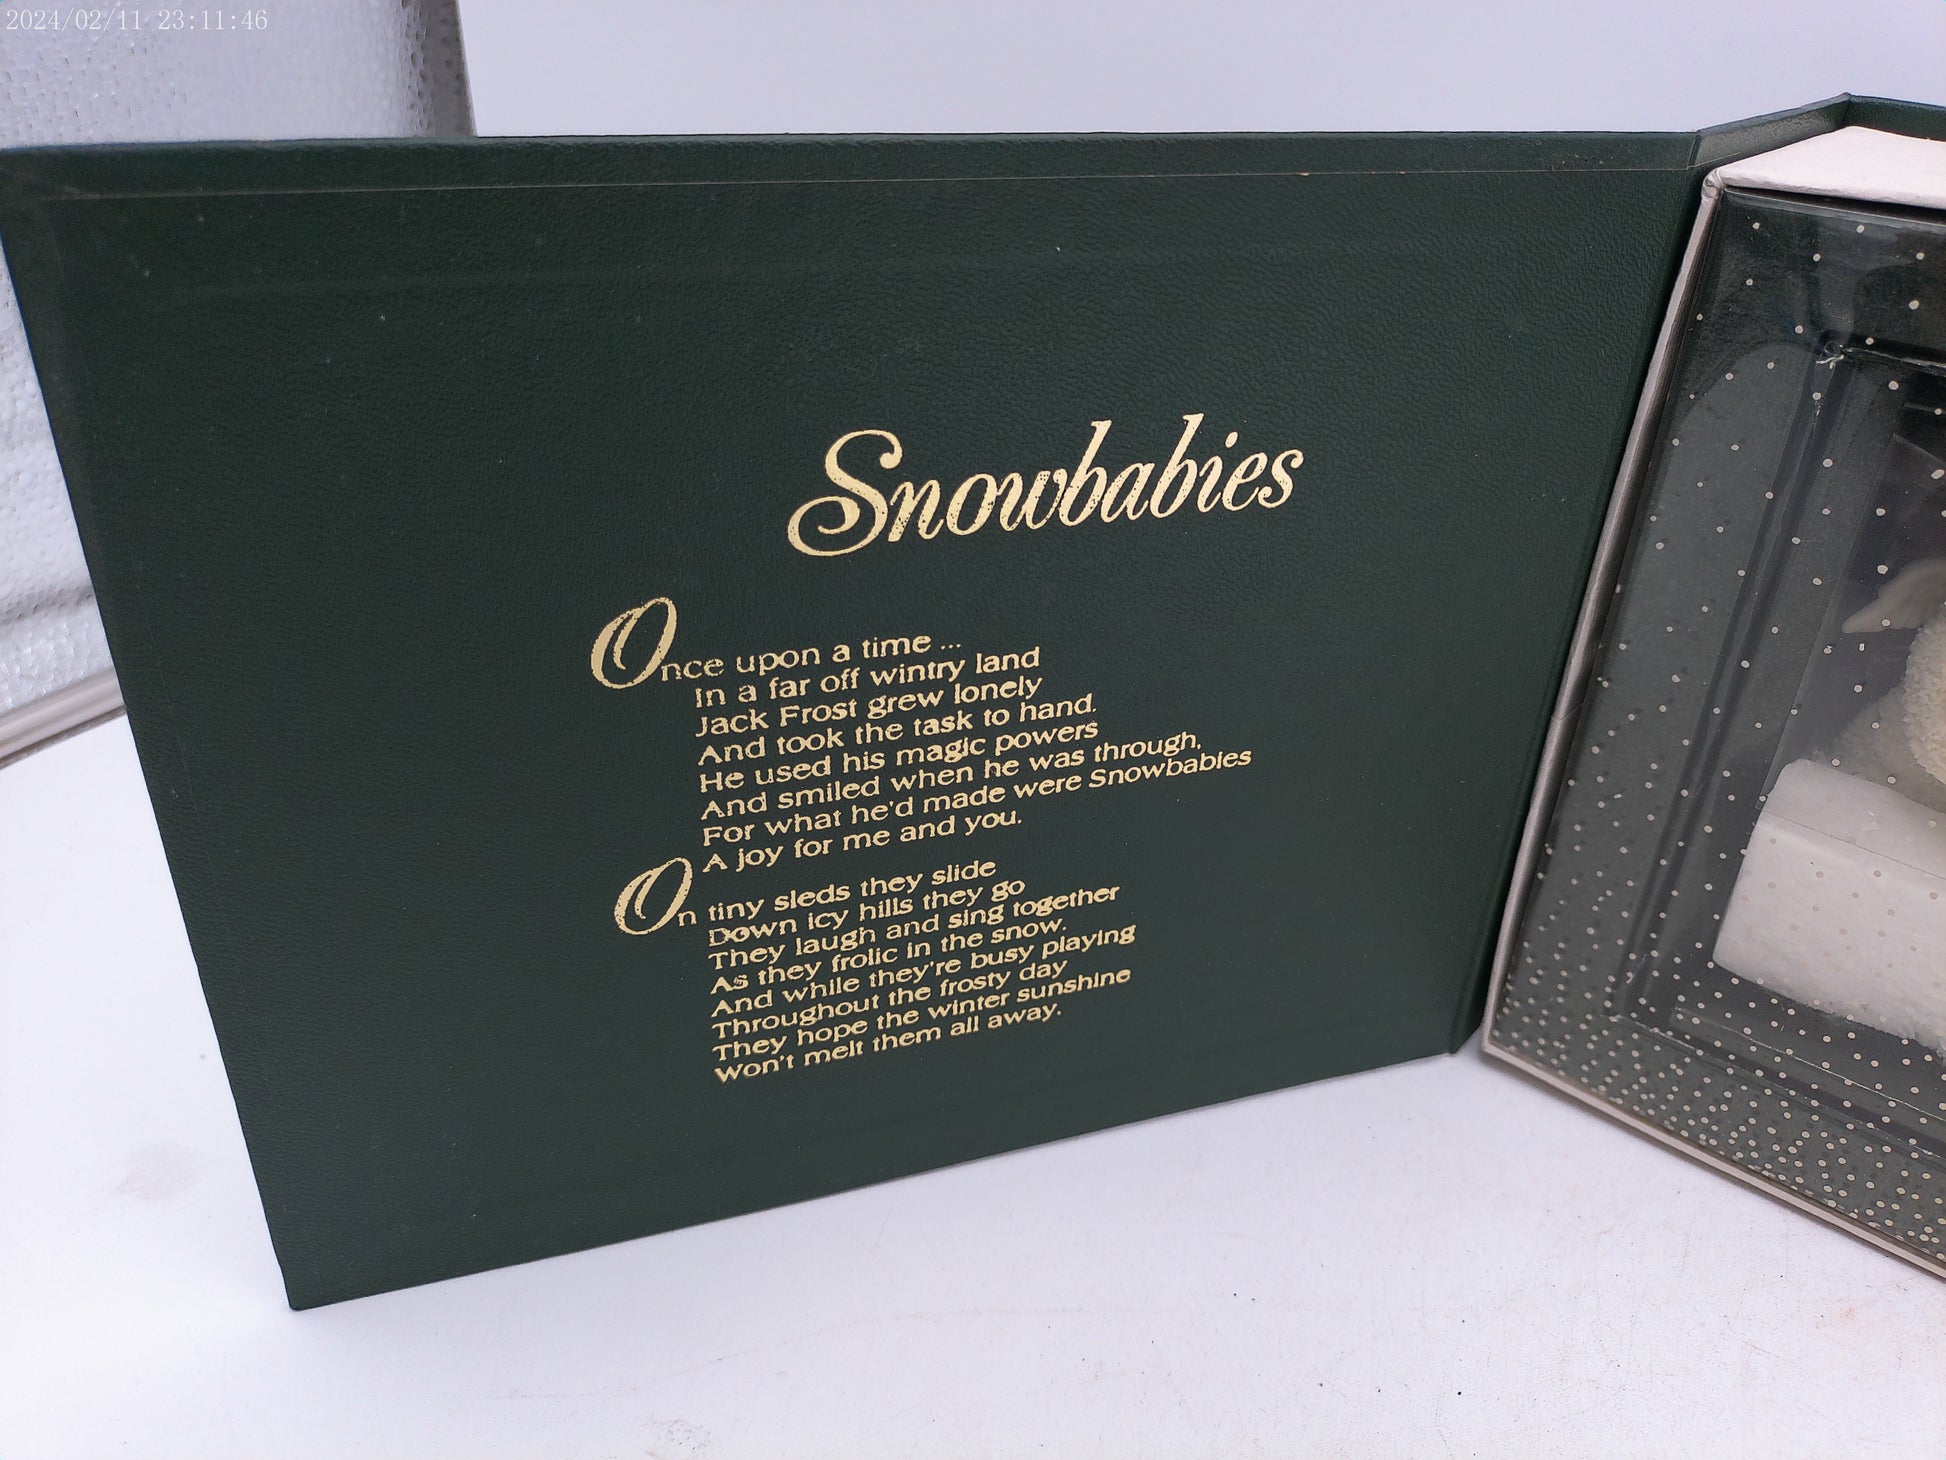 2024/02/11 23:11:46
Snowbabies
Once upon a time ...
In a far off wintry land
Jack Frost grew lonely
And took the task to hand.
He used his magic powers
And smiled when he was through,
For what he'd made were Snowbabies
A joy for me and you.
On tiny sleds they slide
Down icy hills they go
They laugh and sing together
As they frolic in the snow.
And while they're busy playing
Throughout the frosty day
They hope the winter sunshine
Won't melt them all away.